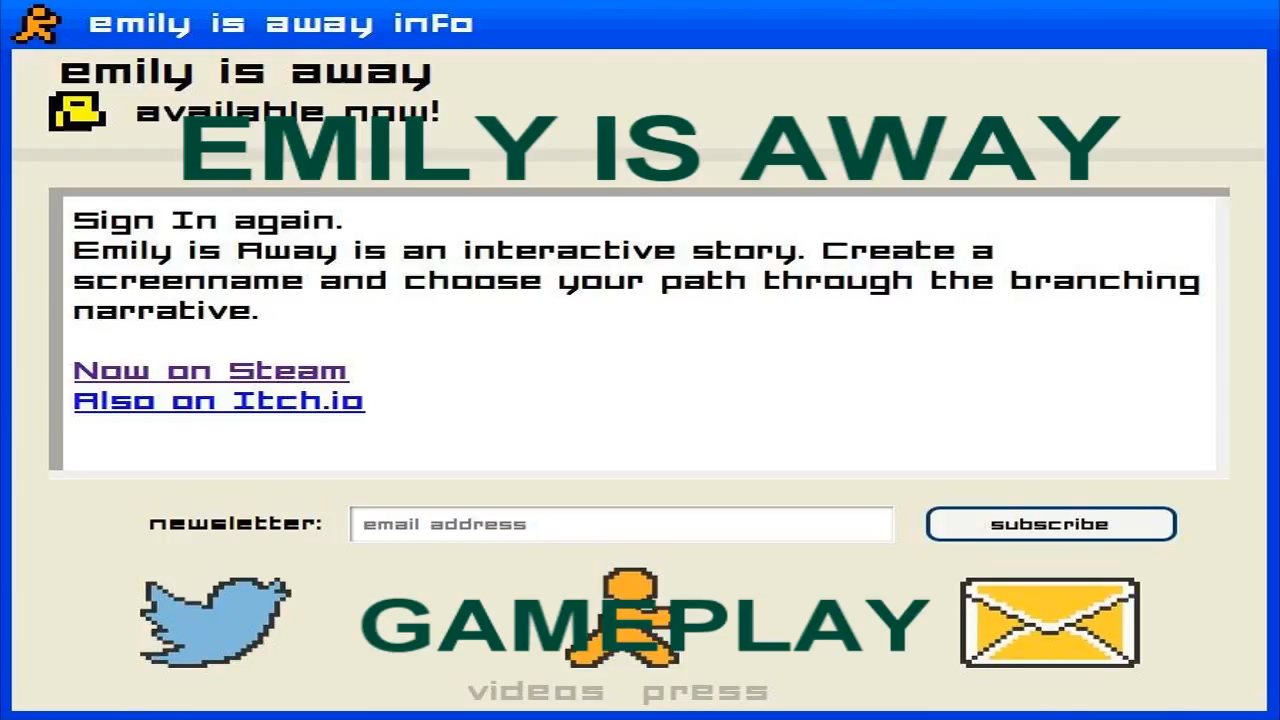 emily is away info
emily is away
available now!
EMILY IS AWAY
Sign In again.
Emily is Away is an interactive story. Create a
screenname and choose your path through the branching
narrative.
Now on Steam
Also on Itch.io
newsletter: email address subscribe
GAMEPLAY
videos press